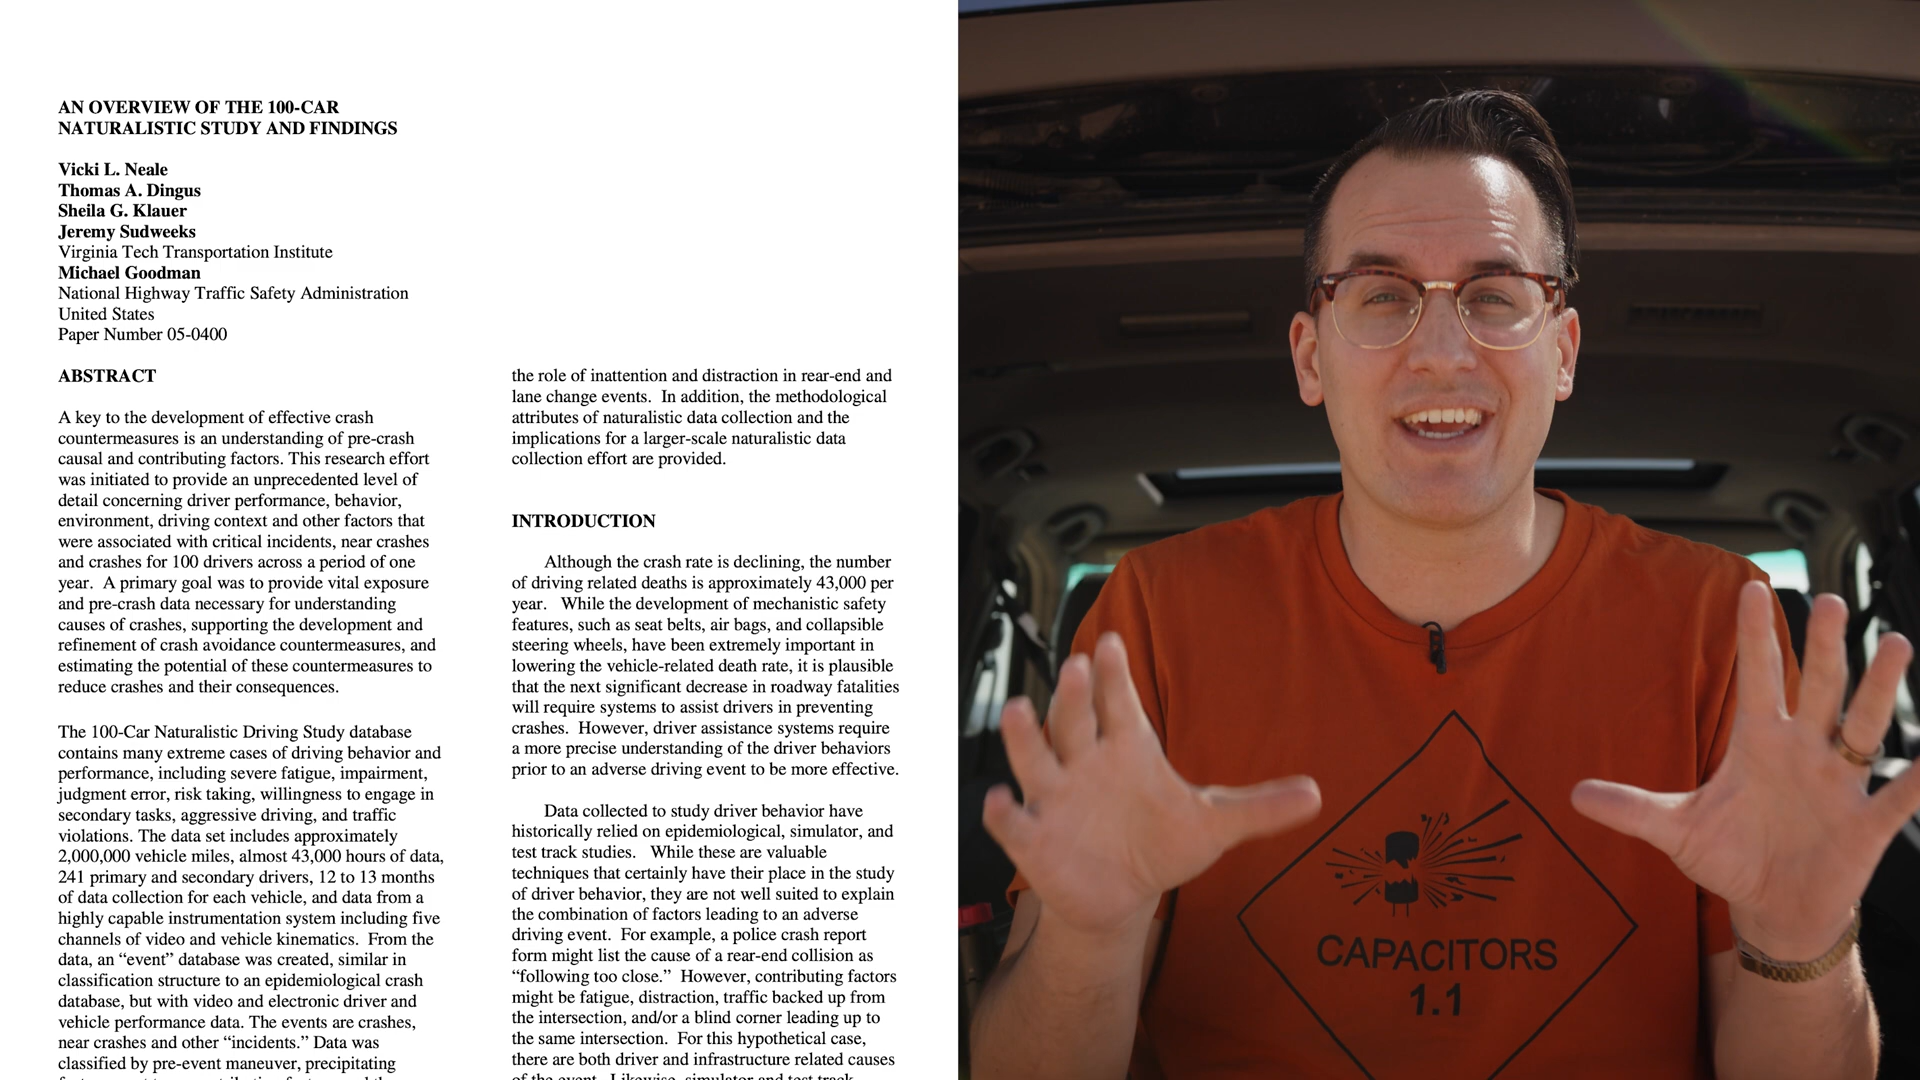 AN OVERVIEW OF THE 100-CAR
NATURALISTIC STUDY AND FINDINGS
Vicki L. Neale
Thomas A. Dingus
Sheila G. Klauer
Jeremy Sudweeks
Virginia Tech Transportation Institute
Michael Goodman
National Highway Traffic Safety Administration
United States
Paper Number 05-0400
ABSTRACT
A key to the development of effective crash
countermeasures is an understanding of pre-crash
causal and contributing factors. This research effort
was initiated to provide an unprecedented level of
detail concerning driver performance, behavior,
environment, driving context and other factors that
were associated with critical incidents, near crashes
and crashes for 100 drivers across a period of one
year.  A primary goal was to provide vital exposure
and pre-crash data necessary for understanding
causes of crashes, supporting the development and
refinement of crash avoidance countermeasures, and
estimating the potential of these countermeasures to
reduce crashes and their consequences.
The 100-Car Naturalistic Driving Study database
contains many extreme cases of driving behavior and
performance, including severe fatigue, impairment,
judgment error, risk taking, willingness to engage in
secondary tasks, aggressive driving, and traffic
violations. The data set includes approximately
2,000,000 vehicle miles, almost 43,000 hours of data,
241 primary and secondary drivers, 12 to 13 months
of data collection for each vehicle, and data from a
highly capable instrumentation system including five
channels of video and vehicle kinematics.  From the
data, an “event” database was created, similar in
classification structure to an epidemiological crash
database, but with video and electronic driver and
vehicle performance data. The events are crashes,
near crashes and other “incidents.” Data was
classified by pre-event maneuver, precipitating
the role of inattention and distraction in rear-end and
lane change events.  In addition, the methodological
attributes of naturalistic data collection and the
implications for a larger-scale naturalistic data
collection effort are provided.
INTRODUCTION
Although the crash rate is declining, the number
of driving related deaths is approximately 43,000 per
year.   While the development of mechanistic safety
features, such as seat belts, air bags, and collapsible
steering wheels, have been extremely important in
lowering the vehicle-related death rate, it is plausible
that the next significant decrease in roadway fatalities
will require systems to assist drivers in preventing
crashes.  However, driver assistance systems require
a more precise understanding of the driver behaviors
prior to an adverse driving event to be more effective.
Data collected to study driver behavior have
historically relied on epidemiological, simulator, and
test track studies.   While these are valuable
techniques that certainly have their place in the study
of driver behavior, they are not well suited to explain
the combination of factors leading to an adverse
driving event.  For example, a police crash report
form might list the cause of a rear-end collision as
“following too close.”  However, contributing factors
might be fatigue, distraction, traffic backed up from
the intersection, and/or a blind corner leading up to
the same intersection.  For this hypothetical case,
there are both driver and infrastructure related causes
of the event.  Likewise, simulator and test track
CAPACITORS
1.1